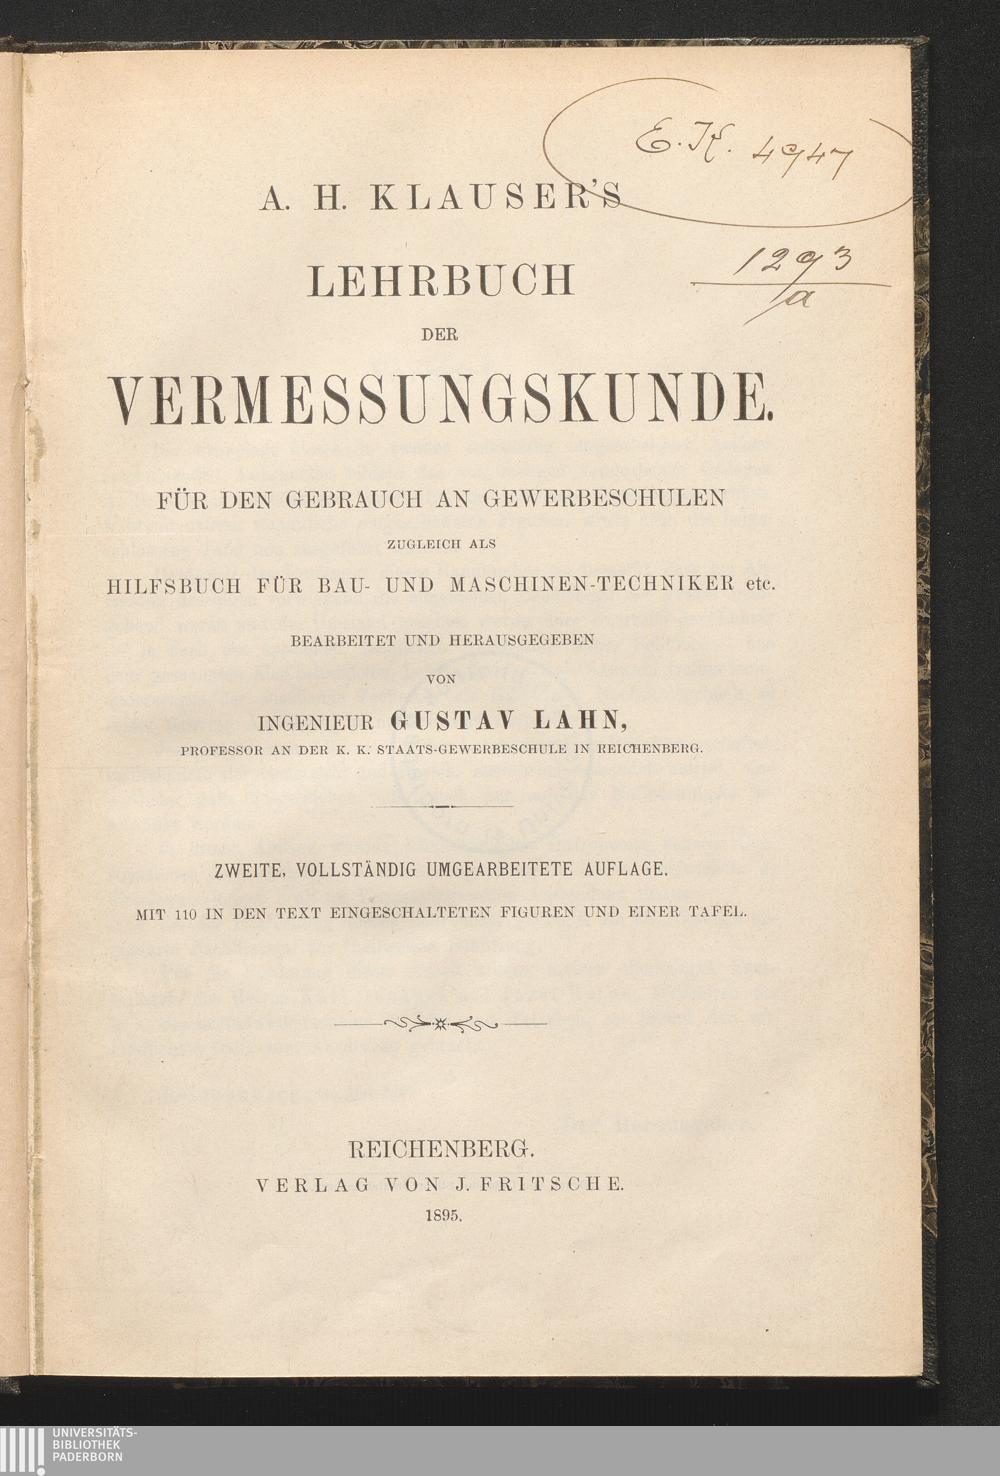 E. K. 4947
A. H. KLAUSER'S
1293
/a
LEHRBUCH
DER
VERMESSUNGSKUNDE.
FÜR DEN GEBRAUCH AN GEWERBESCHULEN
ZUGLEICH ALS
HILFSBUCH FÜR BAU- UND MASCHINEN-TECHNIKER etc.
BEARBEITET UND HERAUSGEGEBEN
VON
INGENIEUR GUSTAV LAHN,
PROFESSOR AN DER K. K. STAATS-GEWERBESCHULE IN REICHENBERG.
ZWEITE, VOLLSTÄNDIG UMGEARBEITETE AUFLAGE.
MIT 110 IN DEN TEXT EINGESCHALTETEN FIGUREN UND EINER TAFEL.
REICHENBERG.
VERLAG VON J. FRITSCHE.
1895.
UNIVERSITÄTS-
BIBLIOTHEK
PADERBORN